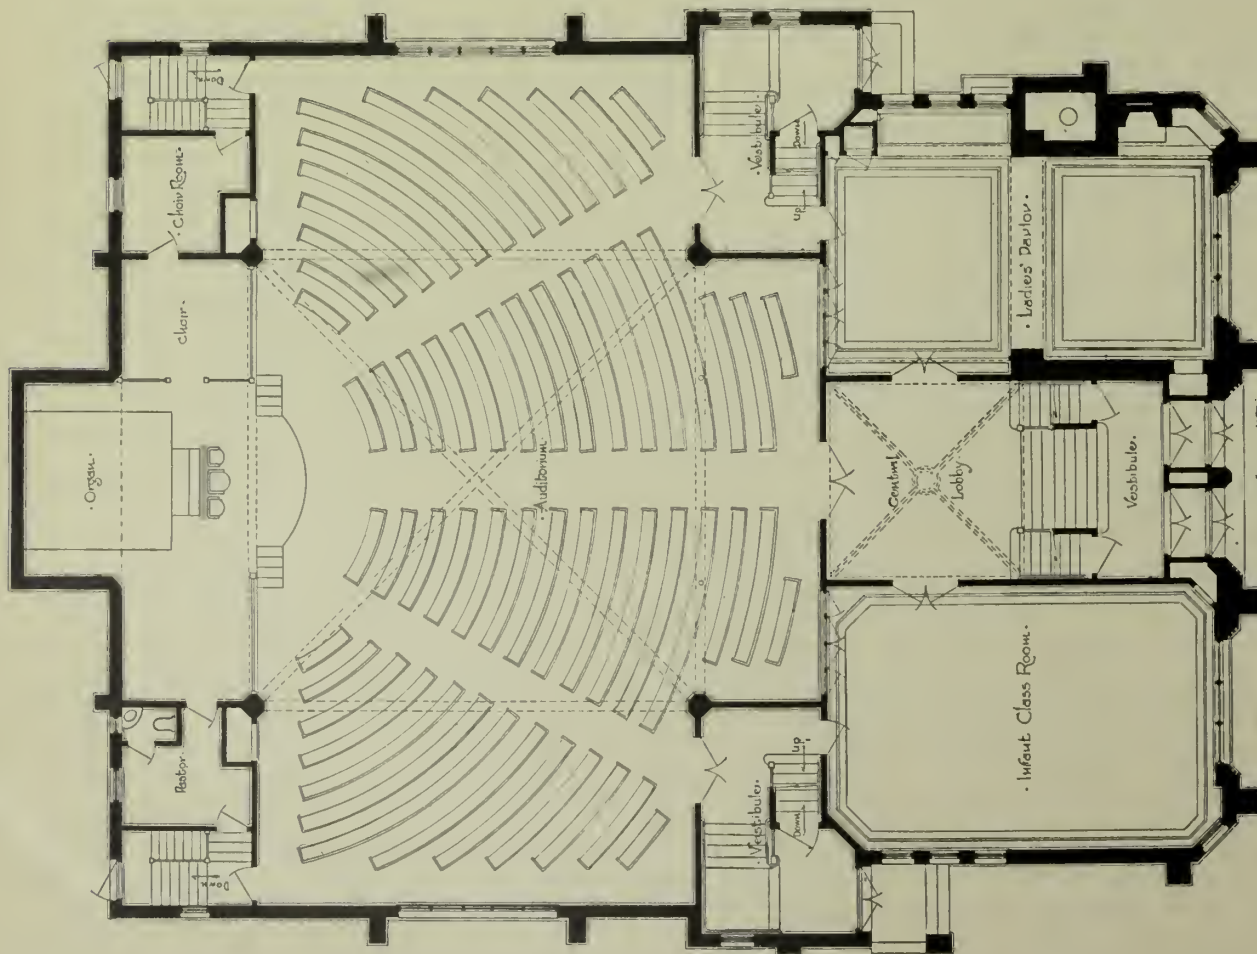 Down
· Choir Room ·
Choir ·
· Organ ·
Pastor ·
Down
· Auditorium ·
· Vestibule ·
Down
up
· Ladies' Parlor ·
Central
Lobby
Vestibule ·
· Infant Class Room ·
· Vestibule ·
Down
up